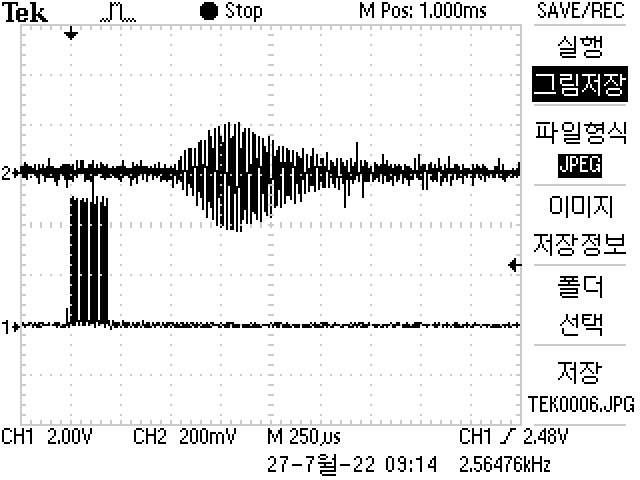 Tek Stop M Pos: 1.000ms SAVE/REC
실행
그림저장
파일형식
JPEG
2
이미지
저장정보
폴더
1
선택
저장
TEK0006.JPG
CH1 2.00V CH2 200mV M 250µs CH1 2.48V
27-7월-22 09:14 2.56476kHz